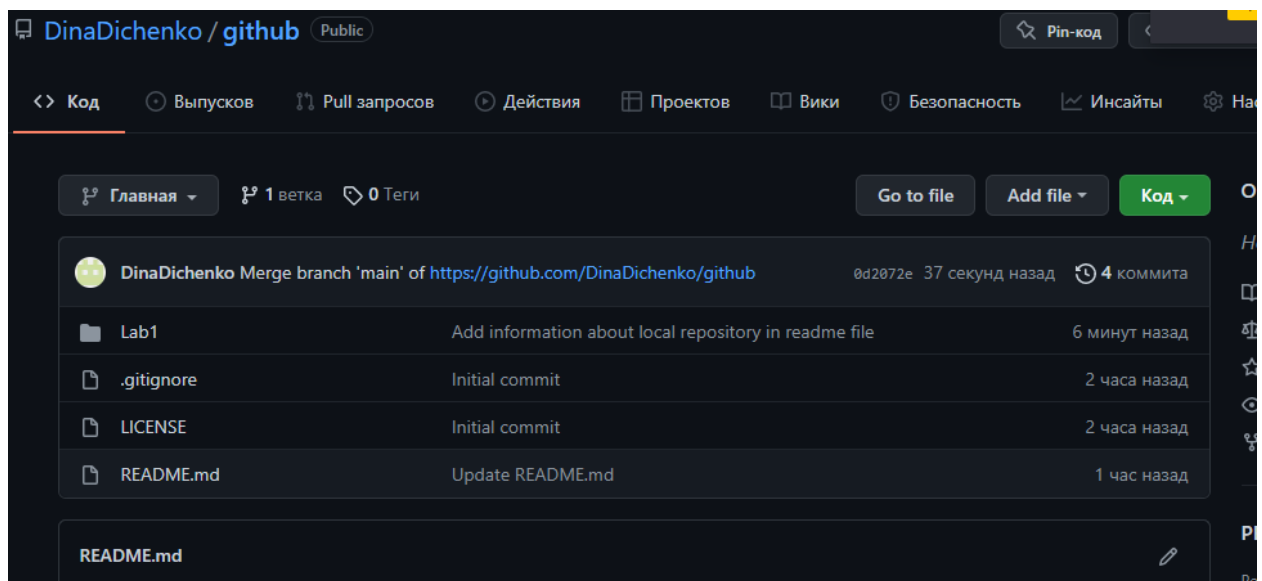 DinaDichenko / github Public Pin-код
Код Выпусков Pull запросов Действия Проектов Вики Безопасность Инсайты
Главная 1 ветка 0 Теги Go to file Add file Код
DinaDichenko Merge branch 'main' of https://github.com/DinaDichenko/github 0d2072e 37 секунд назад 4 коммита
Lab1 Add information about local repository in readme file 6 минут назад
.gitignore Initial commit 2 часа назад
LICENSE Initial commit 2 часа назад
README.md Update README.md 1 час назад
README.md